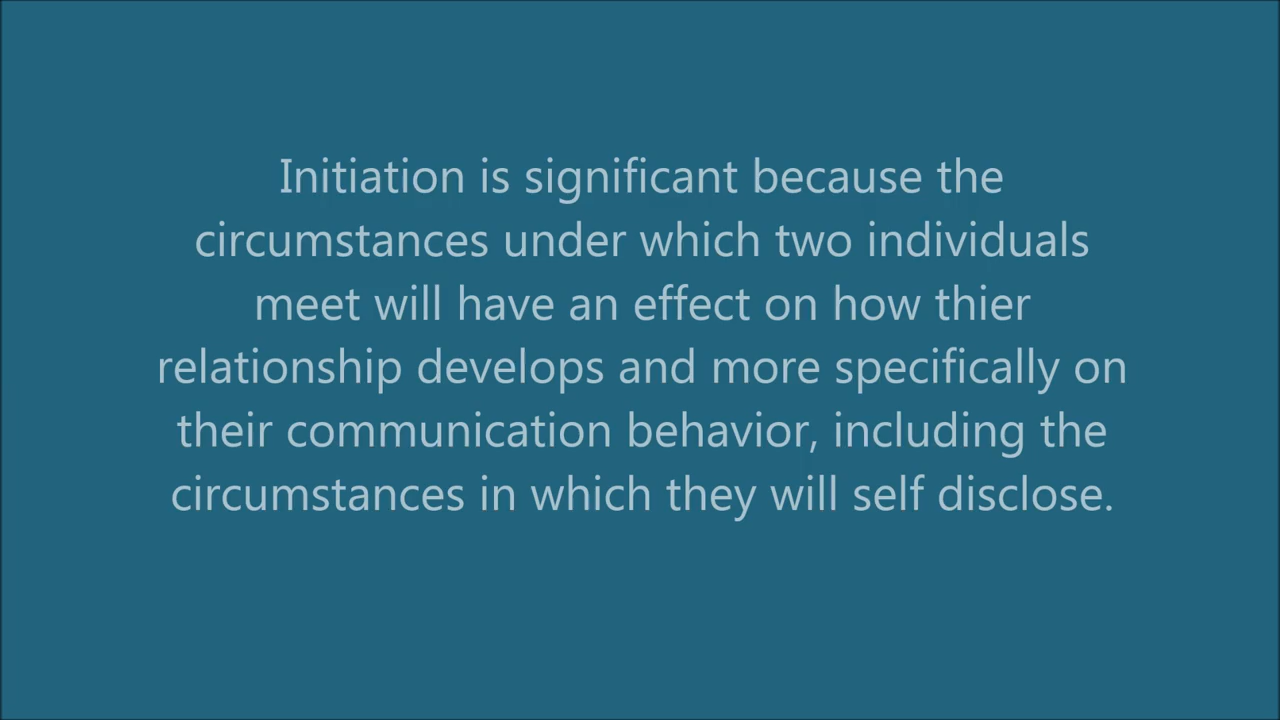 Initiation is significant because the
circumstances under which two individuals
meet will have an effect on how thier
relationship develops and more specifically on
their communication behavior, including the
circumstances in which they will self disclose.